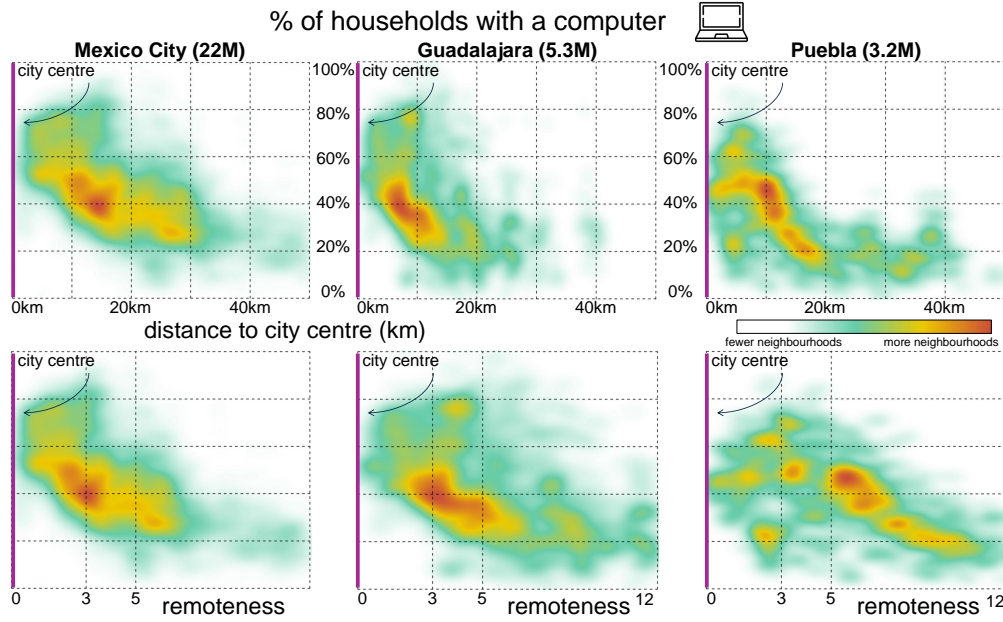 % of households with a computer
Mexico City (22M)
Guadalajara (5.3M)
Puebla (3.2M)
city centre
100%
80%
60%
40%
20%
0%
city centre
100%
80%
60%
40%
20%
0%
city centre
0km
20km
40km
0km
20km
40km
0km
20km
40km
distance to city centre (km)
fewer neighbourhoods
more neighbourhoods
city centre
city centre
city centre
0
3
5
remoteness
0
3
5
remoteness
12
0
3
5
remoteness
12